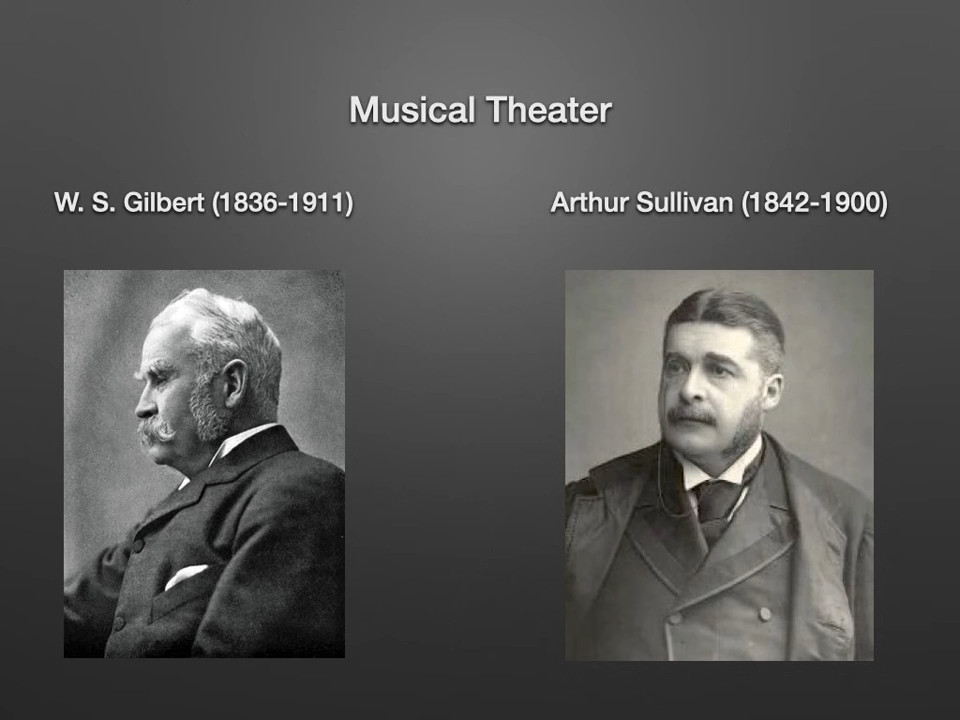 Musical Theater
W. S. Gilbert (1836-1911)
Arthur Sullivan (1842-1900)